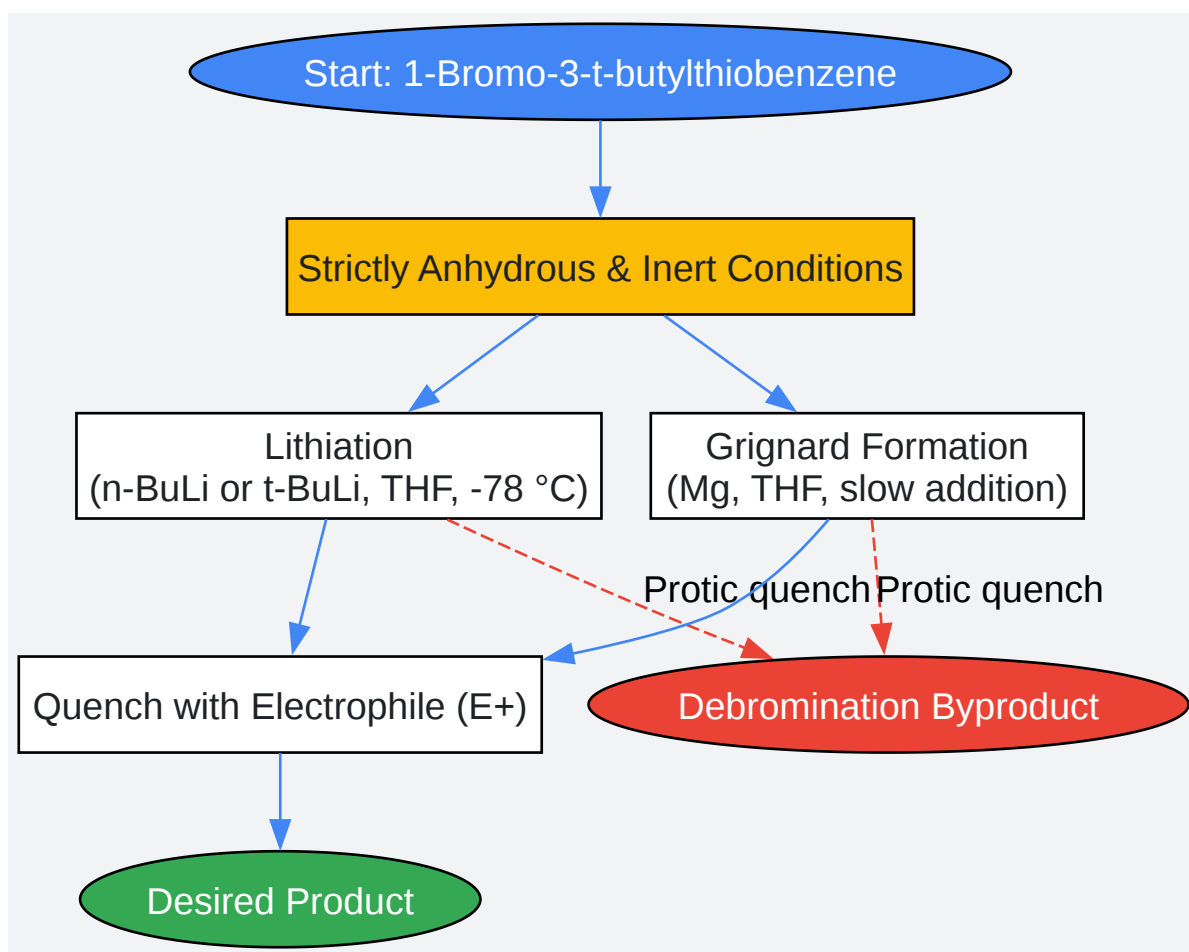 Start: 1-Bromo-3-t-butylthiobenzene
Strictly Anhydrous & Inert Conditions
Lithiation
(n-BuLi or t-BuLi, THF, -78 °C)
Grignard Formation
(Mg, THF, slow addition)
Protic quench
Protic quench
Quench with Electrophile (E+)
Debromination Byproduct
Desired Product